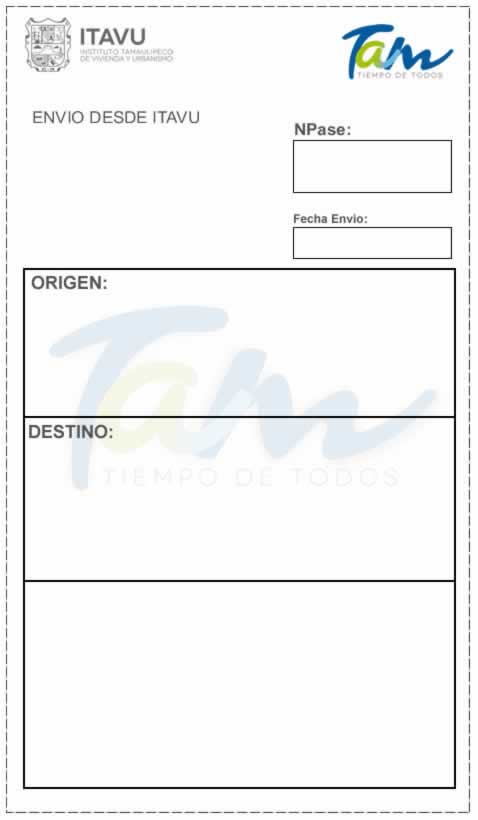 ITAVU
INSTITUTO TAMAULIPECO
DE VIVIENDA Y URBANISMO
Tam
TIEMPO DE TODOS
ENVIO DESDE ITAVU
NPase:
Fecha Envio:
ORIGEN:
Tam
DESTINO:
TIEMPO DE TODOS